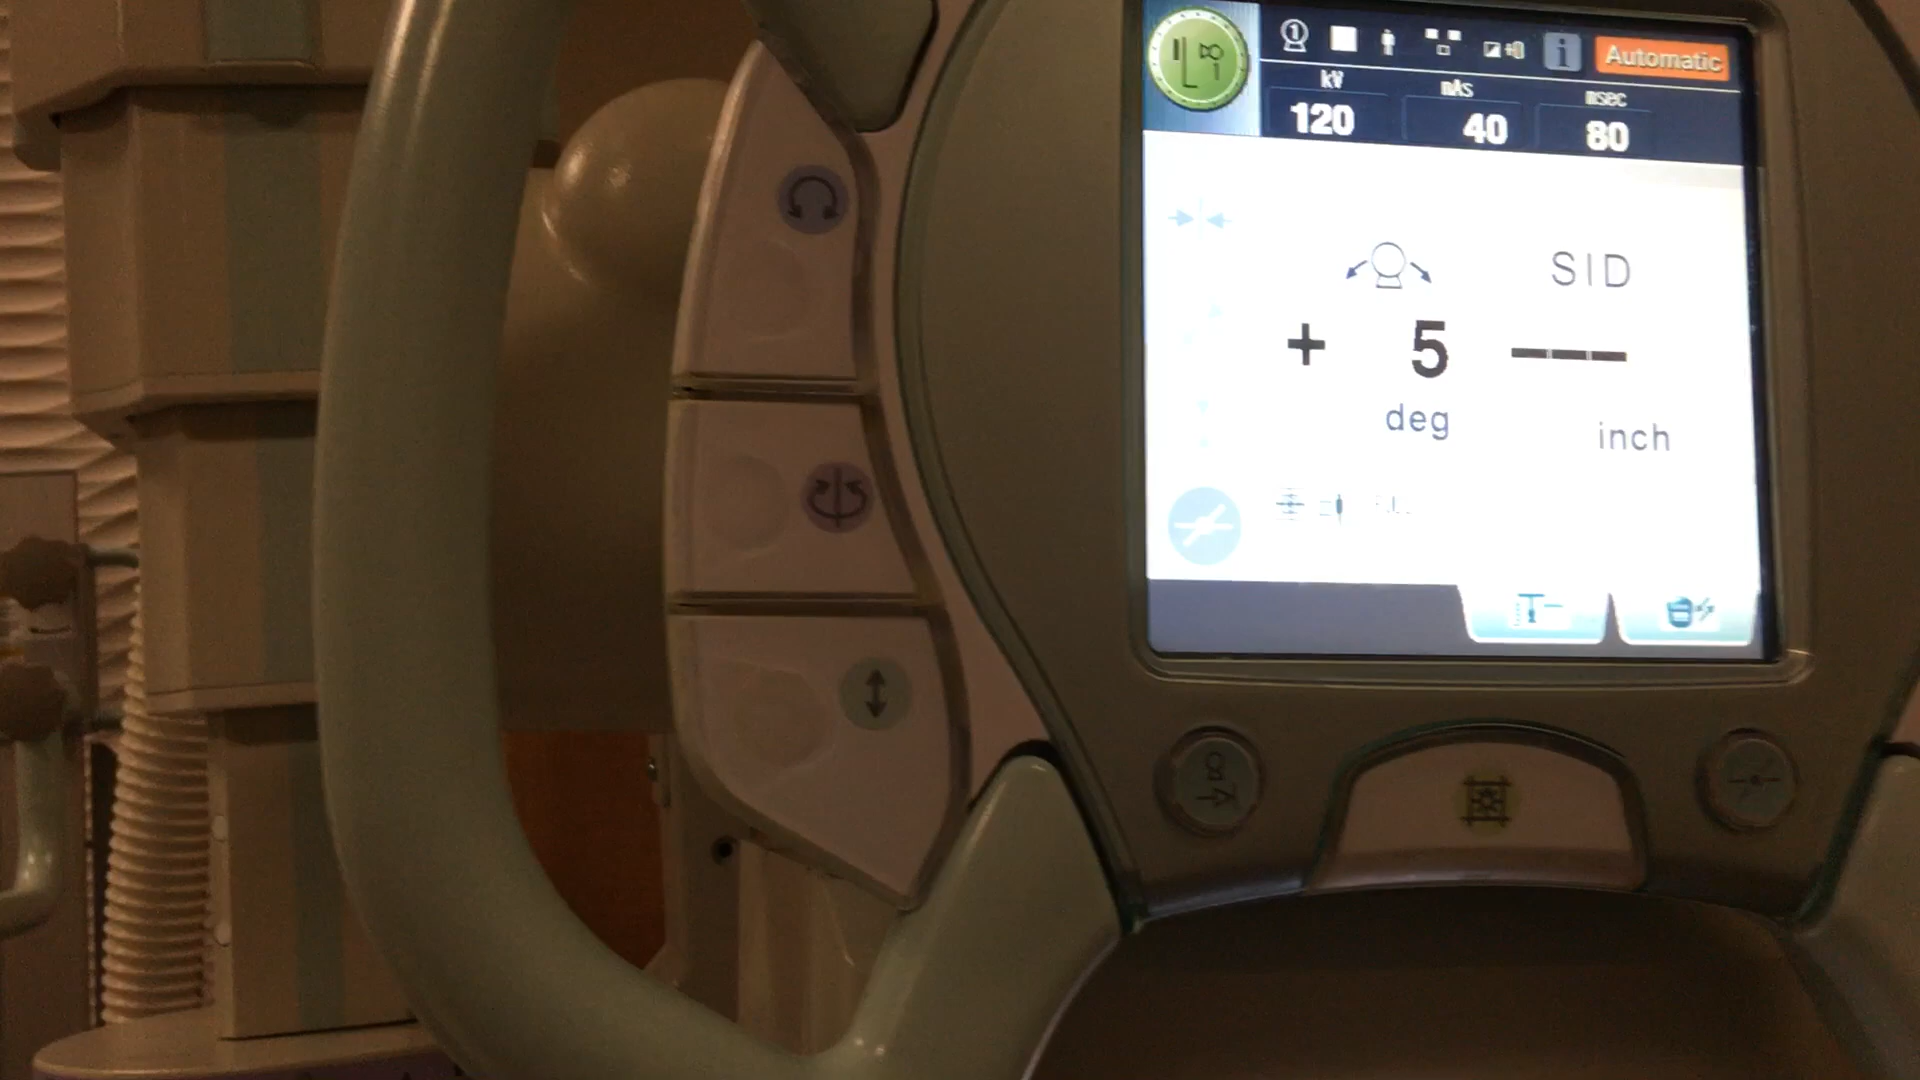 Automatic
kV mAs msec
120 40 80
SID
+ 5 ---
deg inch